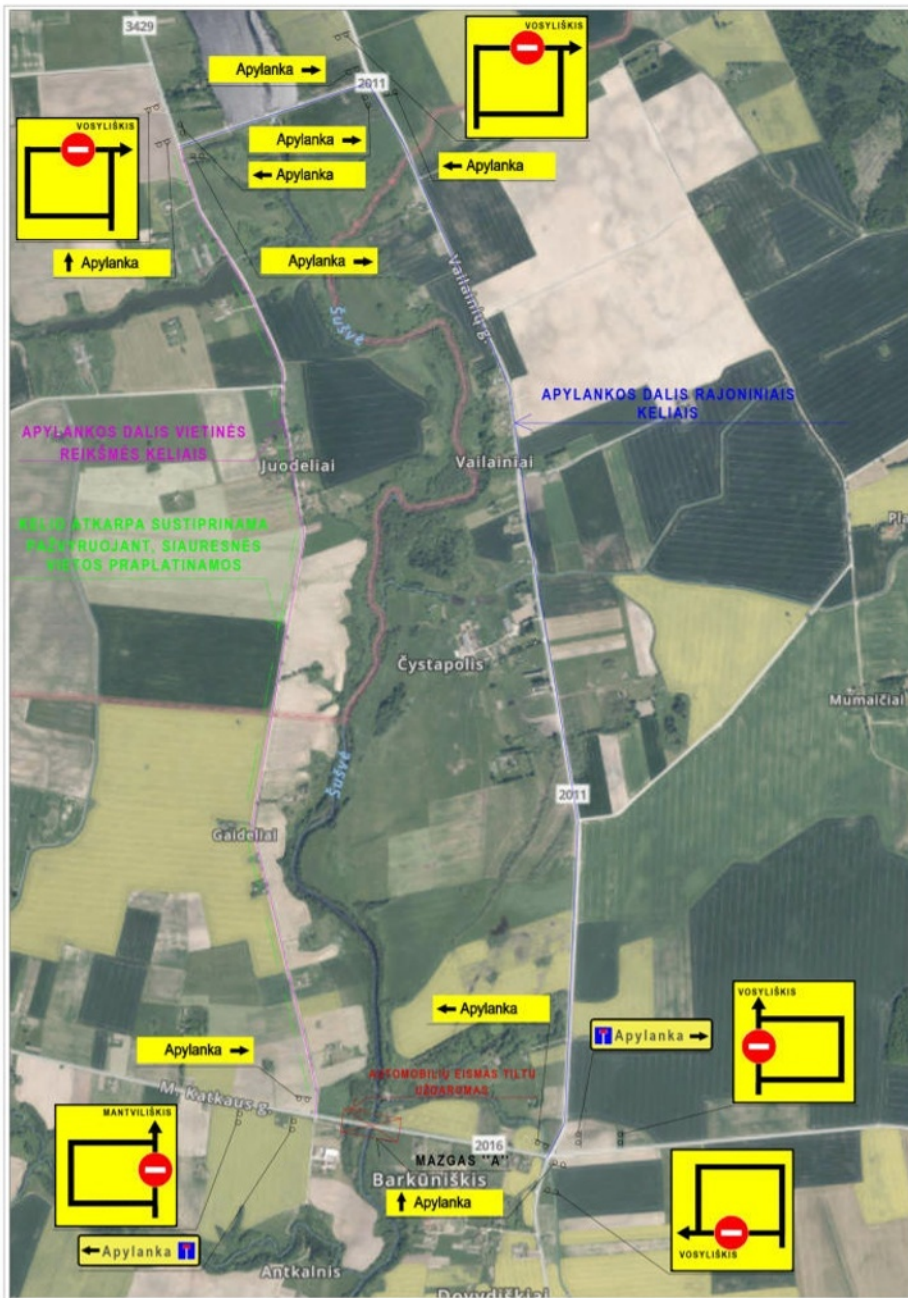 3429
VOSYLIŠKIS
Apylanka
2011
VOSYLIŠKIS
Apylanka
Apylanka
Apylanka
Apylanka
Apylanka
Šušvė
Vailainių g.
APYLANKOS DALIS RAJONINIAIS
KELIAIS
APYLANKOS DALIS VIETINĖS
REIKŠMĖS KELIAIS
Juodeliai
Vailainiai
KELIO ATKARPA SUSTIPRINAMA
PAŽVYRUOJANT, SIAURESNĖS
VIETOS PRAPLATINAMOS
Čystapolis
Mumaičiai
Šušvė
2011
Gaideliai
VOSYLIŠKIS
Apylanka
Apylanka
Apylanka
AUTOMOBILIŲ EISMAS TILTU
UŽDAROMAS
M. Katkaus g.
MANTVILIŠKIS
2016
MAZGAS "A"
Barkūniškis
Apylanka
VOSYLIŠKIS
Apylanka
Antkalnis
Dovydiškiai